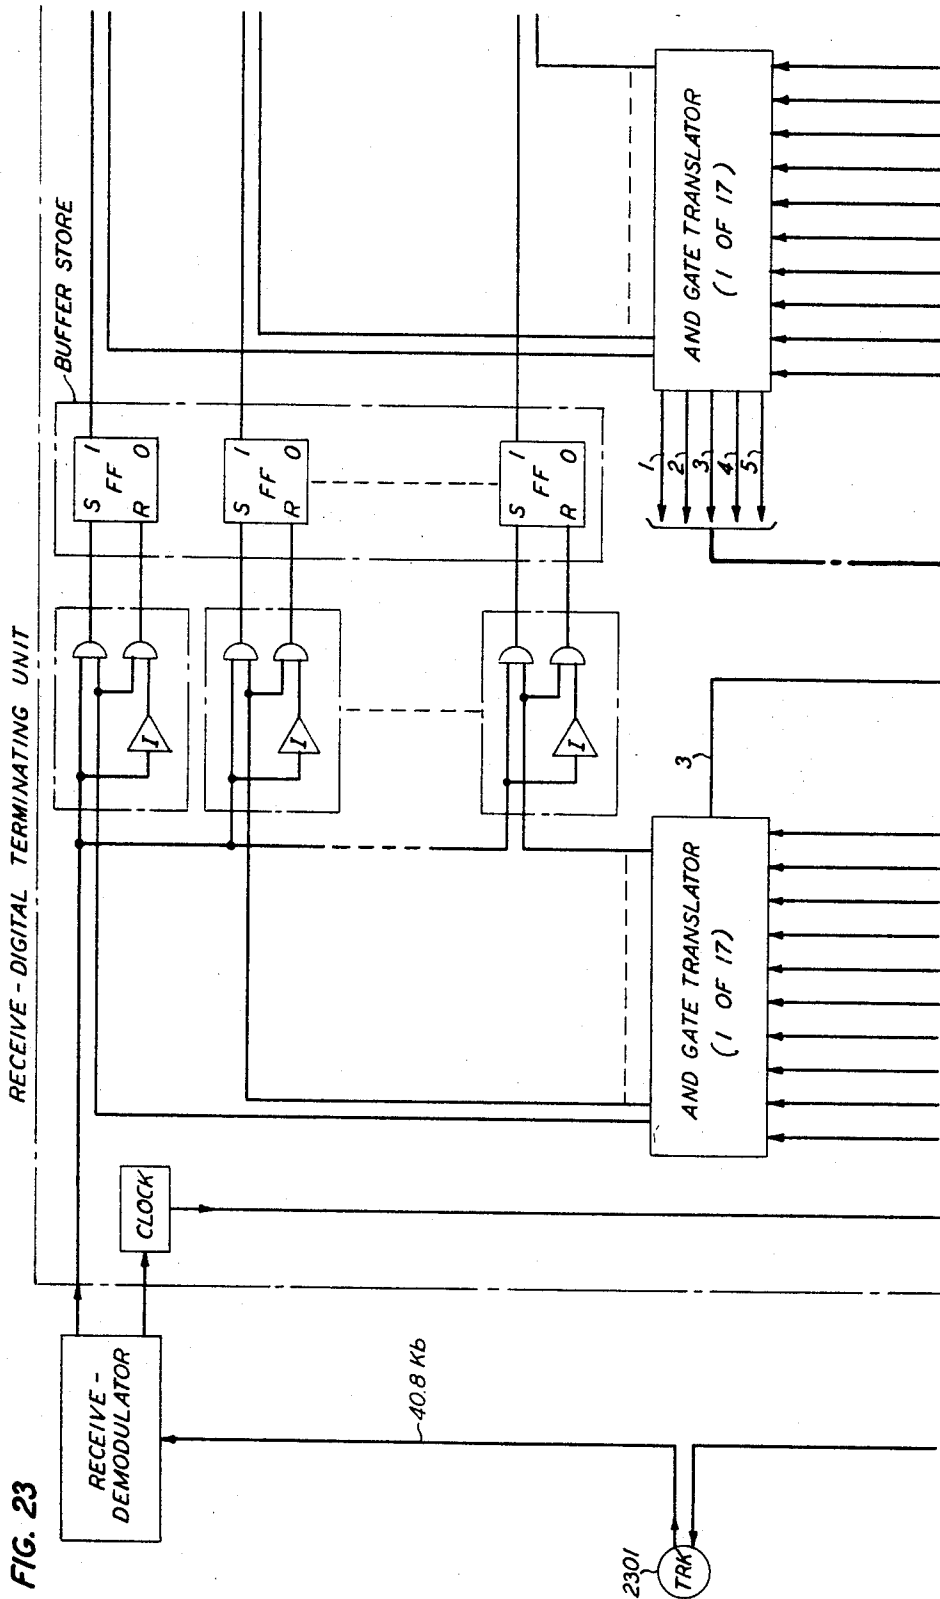 FIG. 23
RECEIVE-DIGITAL TERMINATING UNIT
RECEIVE-
DEMODULATOR
CLOCK
40.8 Kb
2301
TRK
I
I
I
BUFFER STORE
S 1
FF
R 0
S 1
FF
R 0
S 1
FF
R 0
AND GATE TRANSLATOR
(1 OF 17)
3
1
2
3
4
5
AND GATE TRANSLATOR
(1 OF 17)